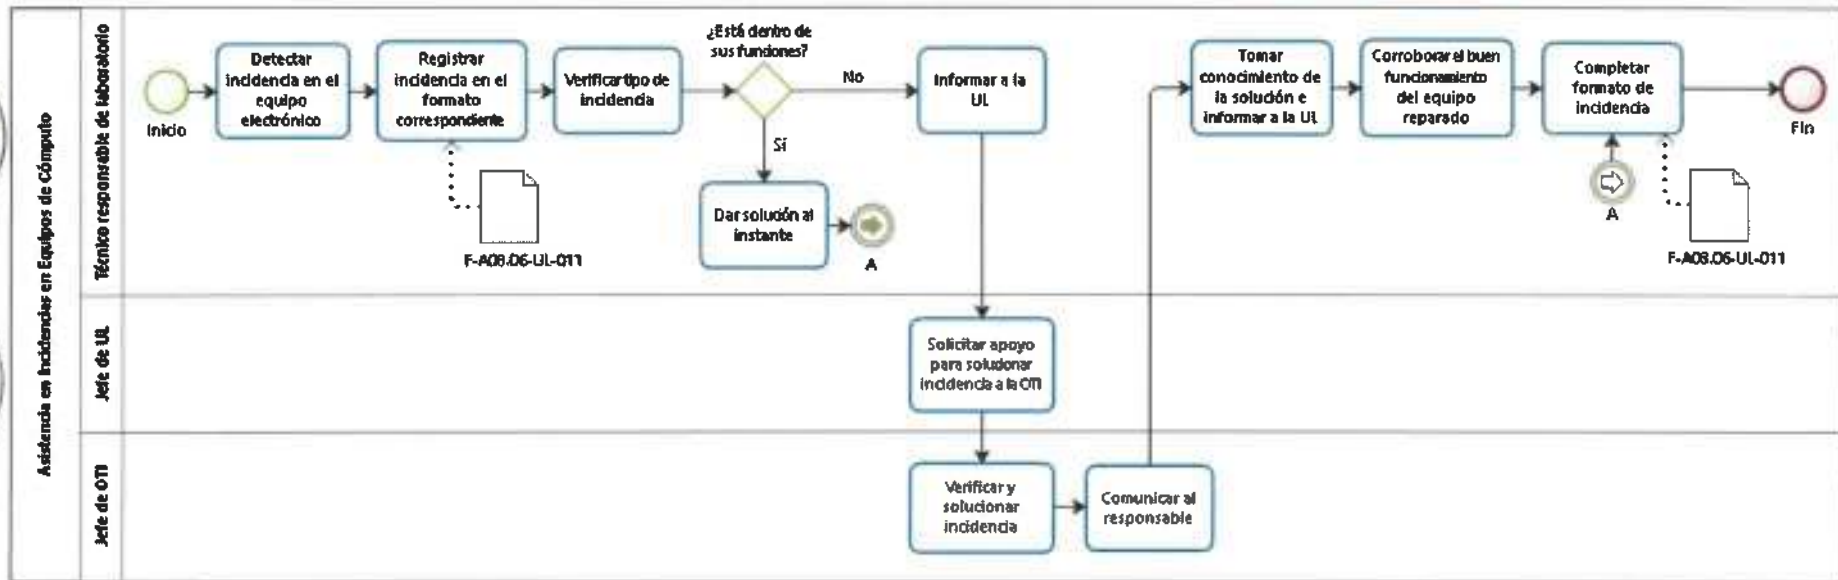 Asistencia en Incidencias en Equipos de Cómputo
Técnico responsable de laboratorio
Inicio
Detectar
incidencia en el
equipo
electrónico
Registrar
incidencia en el
formato
correspondiente
F-A08.06-UL-011
Verificar tipo de
incidencia
¿Está dentro de
sus funciones?
No
Sí
Dar solución al
instante
A
Informar a la
UL
Tomar
conocimiento de
la solución e
informar a la UL
Corroborar el buen
funcionamiento
del equipo
reparado
Completar
formato de
incidencia
A
F-A08.06-UL-011
Fin
Jefe de UL
Solicitar apoyo
para solucionar
incidencia a la OTI
Jefe de OTI
Verificar y
solucionar
incidencia
Comunicar al
responsable